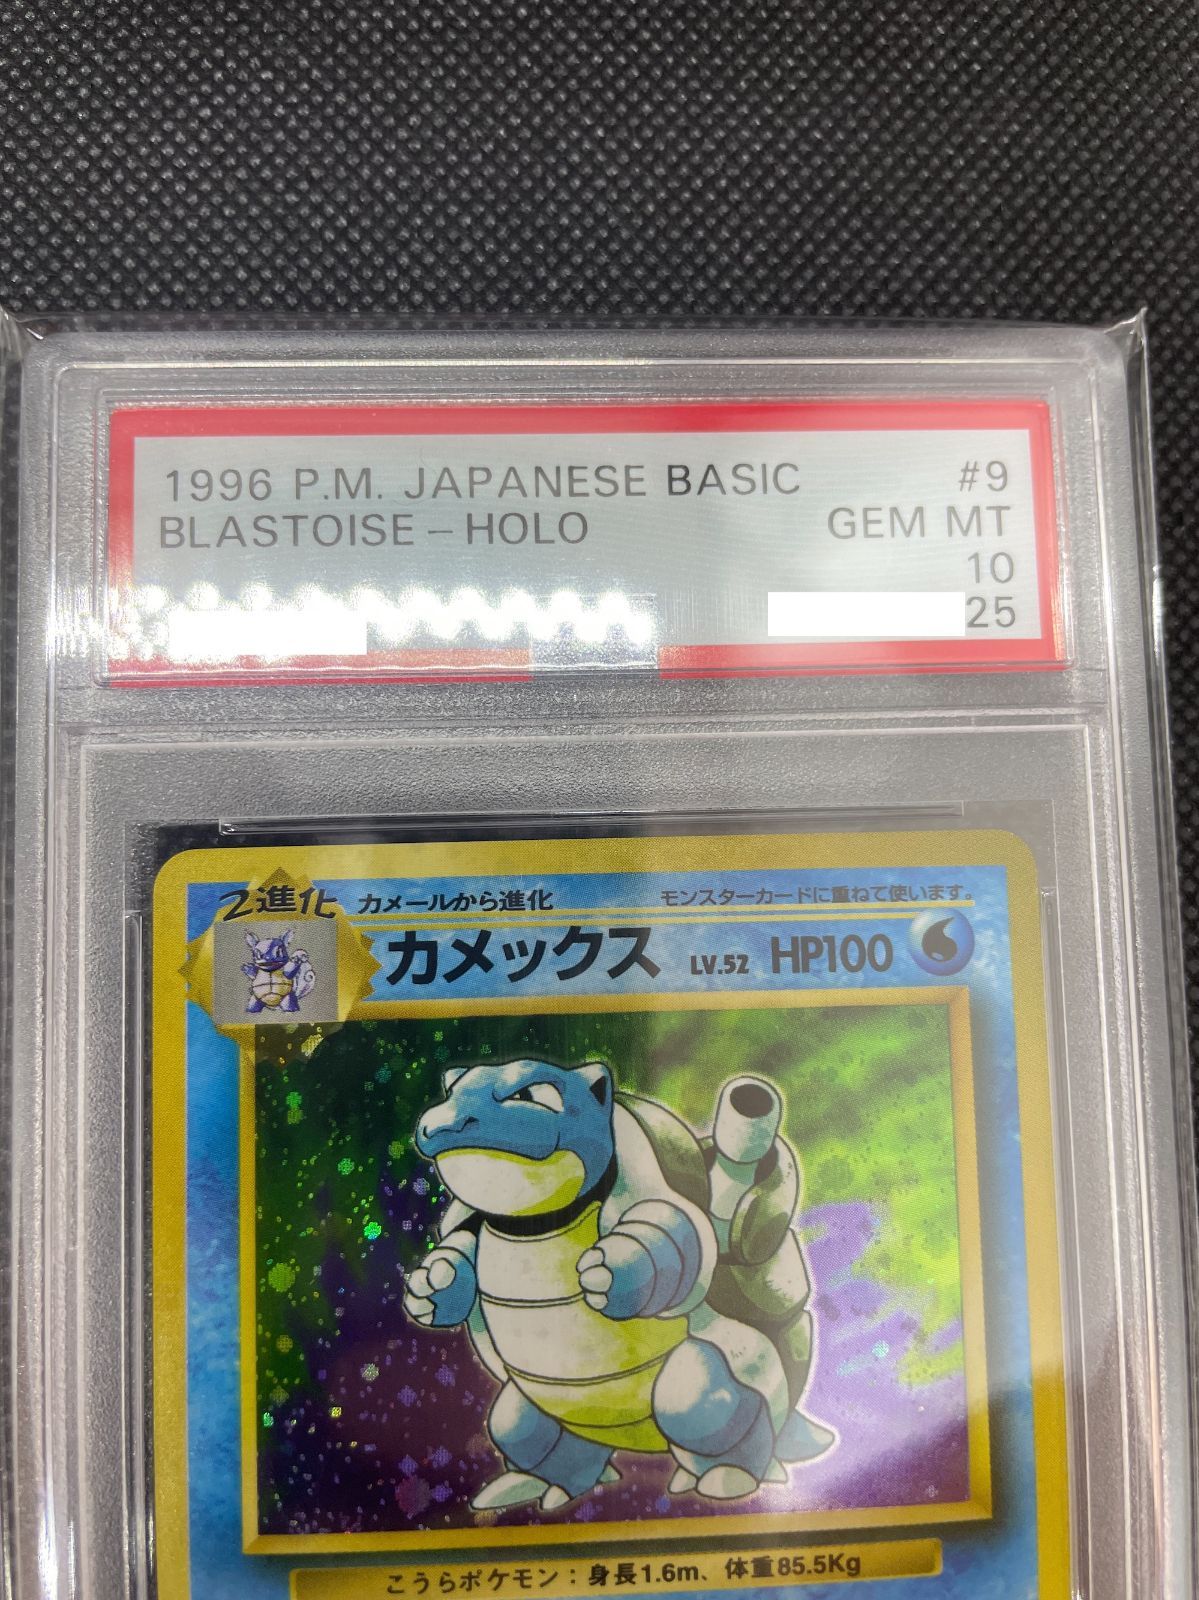 1996 P.M. JAPANESE BASIC #9
BLASTOISE - HOLO GEM MT
10
25
2進化 カメールから進化 モンスターカードに重ねて使います。
カメックス LV.52 HP100
こうらポケモン：身長1.6m、体重85.5Kg